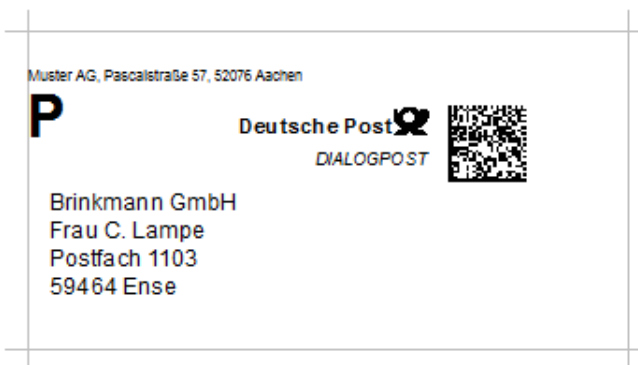 Muster AG, Pascalstraße 57, 52076 Aachen
P
Deutsche Post
DIALOGPOST
Brinkmann GmbH
Frau C. Lampe
Postfach 1103
59464 Ense